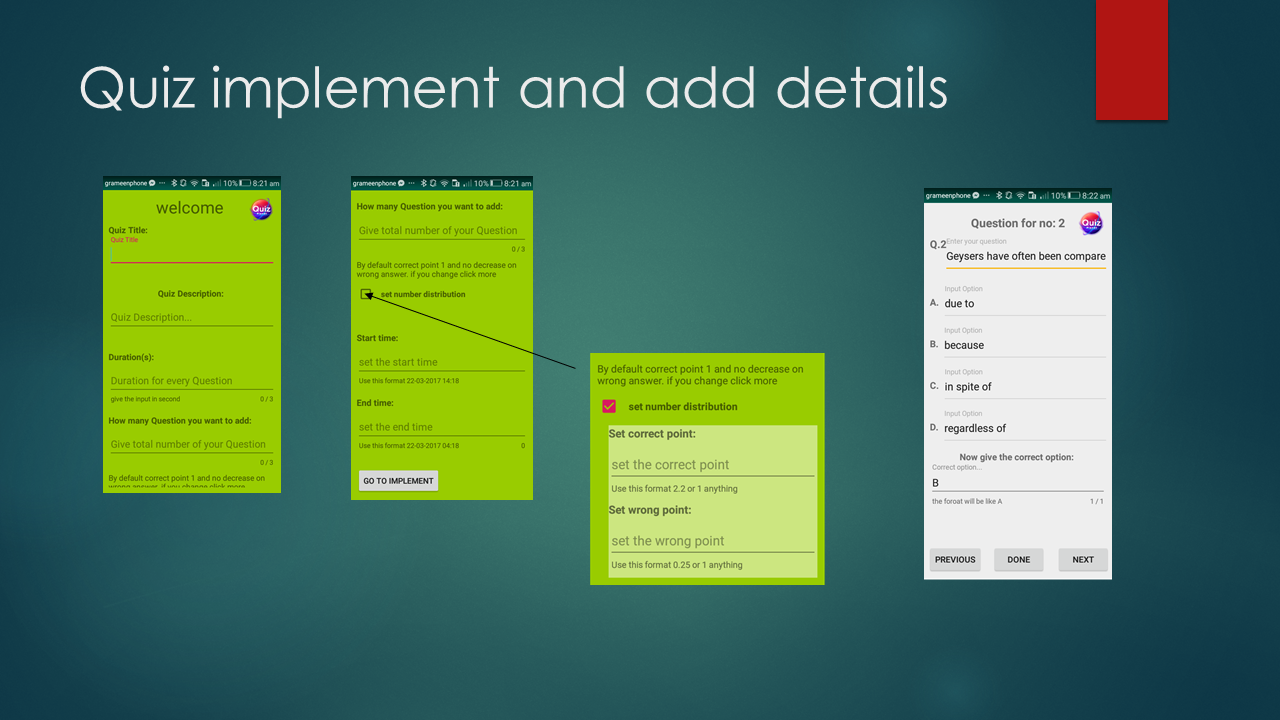 Quiz implement and add details
grameenphone ··· 10% 8:21 am
welcome
Quiz
Quiz Title:
Quiz Title
Quiz Description:
Quiz Description...
Duration(s):
Duration for every Question
give the input in second 0 / 3
How many Question you want to add:
Give total number of your Question
0 / 3
By default correct point 1 and no decrease on
wrong answer. if you change click more
grameenphone ··· 10% 8:21 am
How many Question you want to add:
Give total number of your Question
0 / 3
By default correct point 1 and no decrease on
wrong answer. if you change click more
set number distribution
Start time:
set the start time
Use this format 22-03-2017 14:18
End time:
set the end time
Use this format 22-03-2017 04:18 0
GO TO IMPLEMENT
By default correct point 1 and no decrease on
wrong answer. if you change click more
set number distribution
Set correct point:
set the correct point
Use this format 2.2 or 1 anything
Set wrong point:
set the wrong point
Use this format 0.25 or 1 anything
grameenphone ··· 10% 8:22 am
Question for no: 2
Quiz
Q.2 Enter your question
Geysers have often been compare
Input Option
A. due to
Input Option
B. because
Input Option
C. in spite of
Input Option
D. regardless of
Now give the correct option:
Correct option...
B
the foroat will be like A 1 / 1
PREVIOUS DONE NEXT